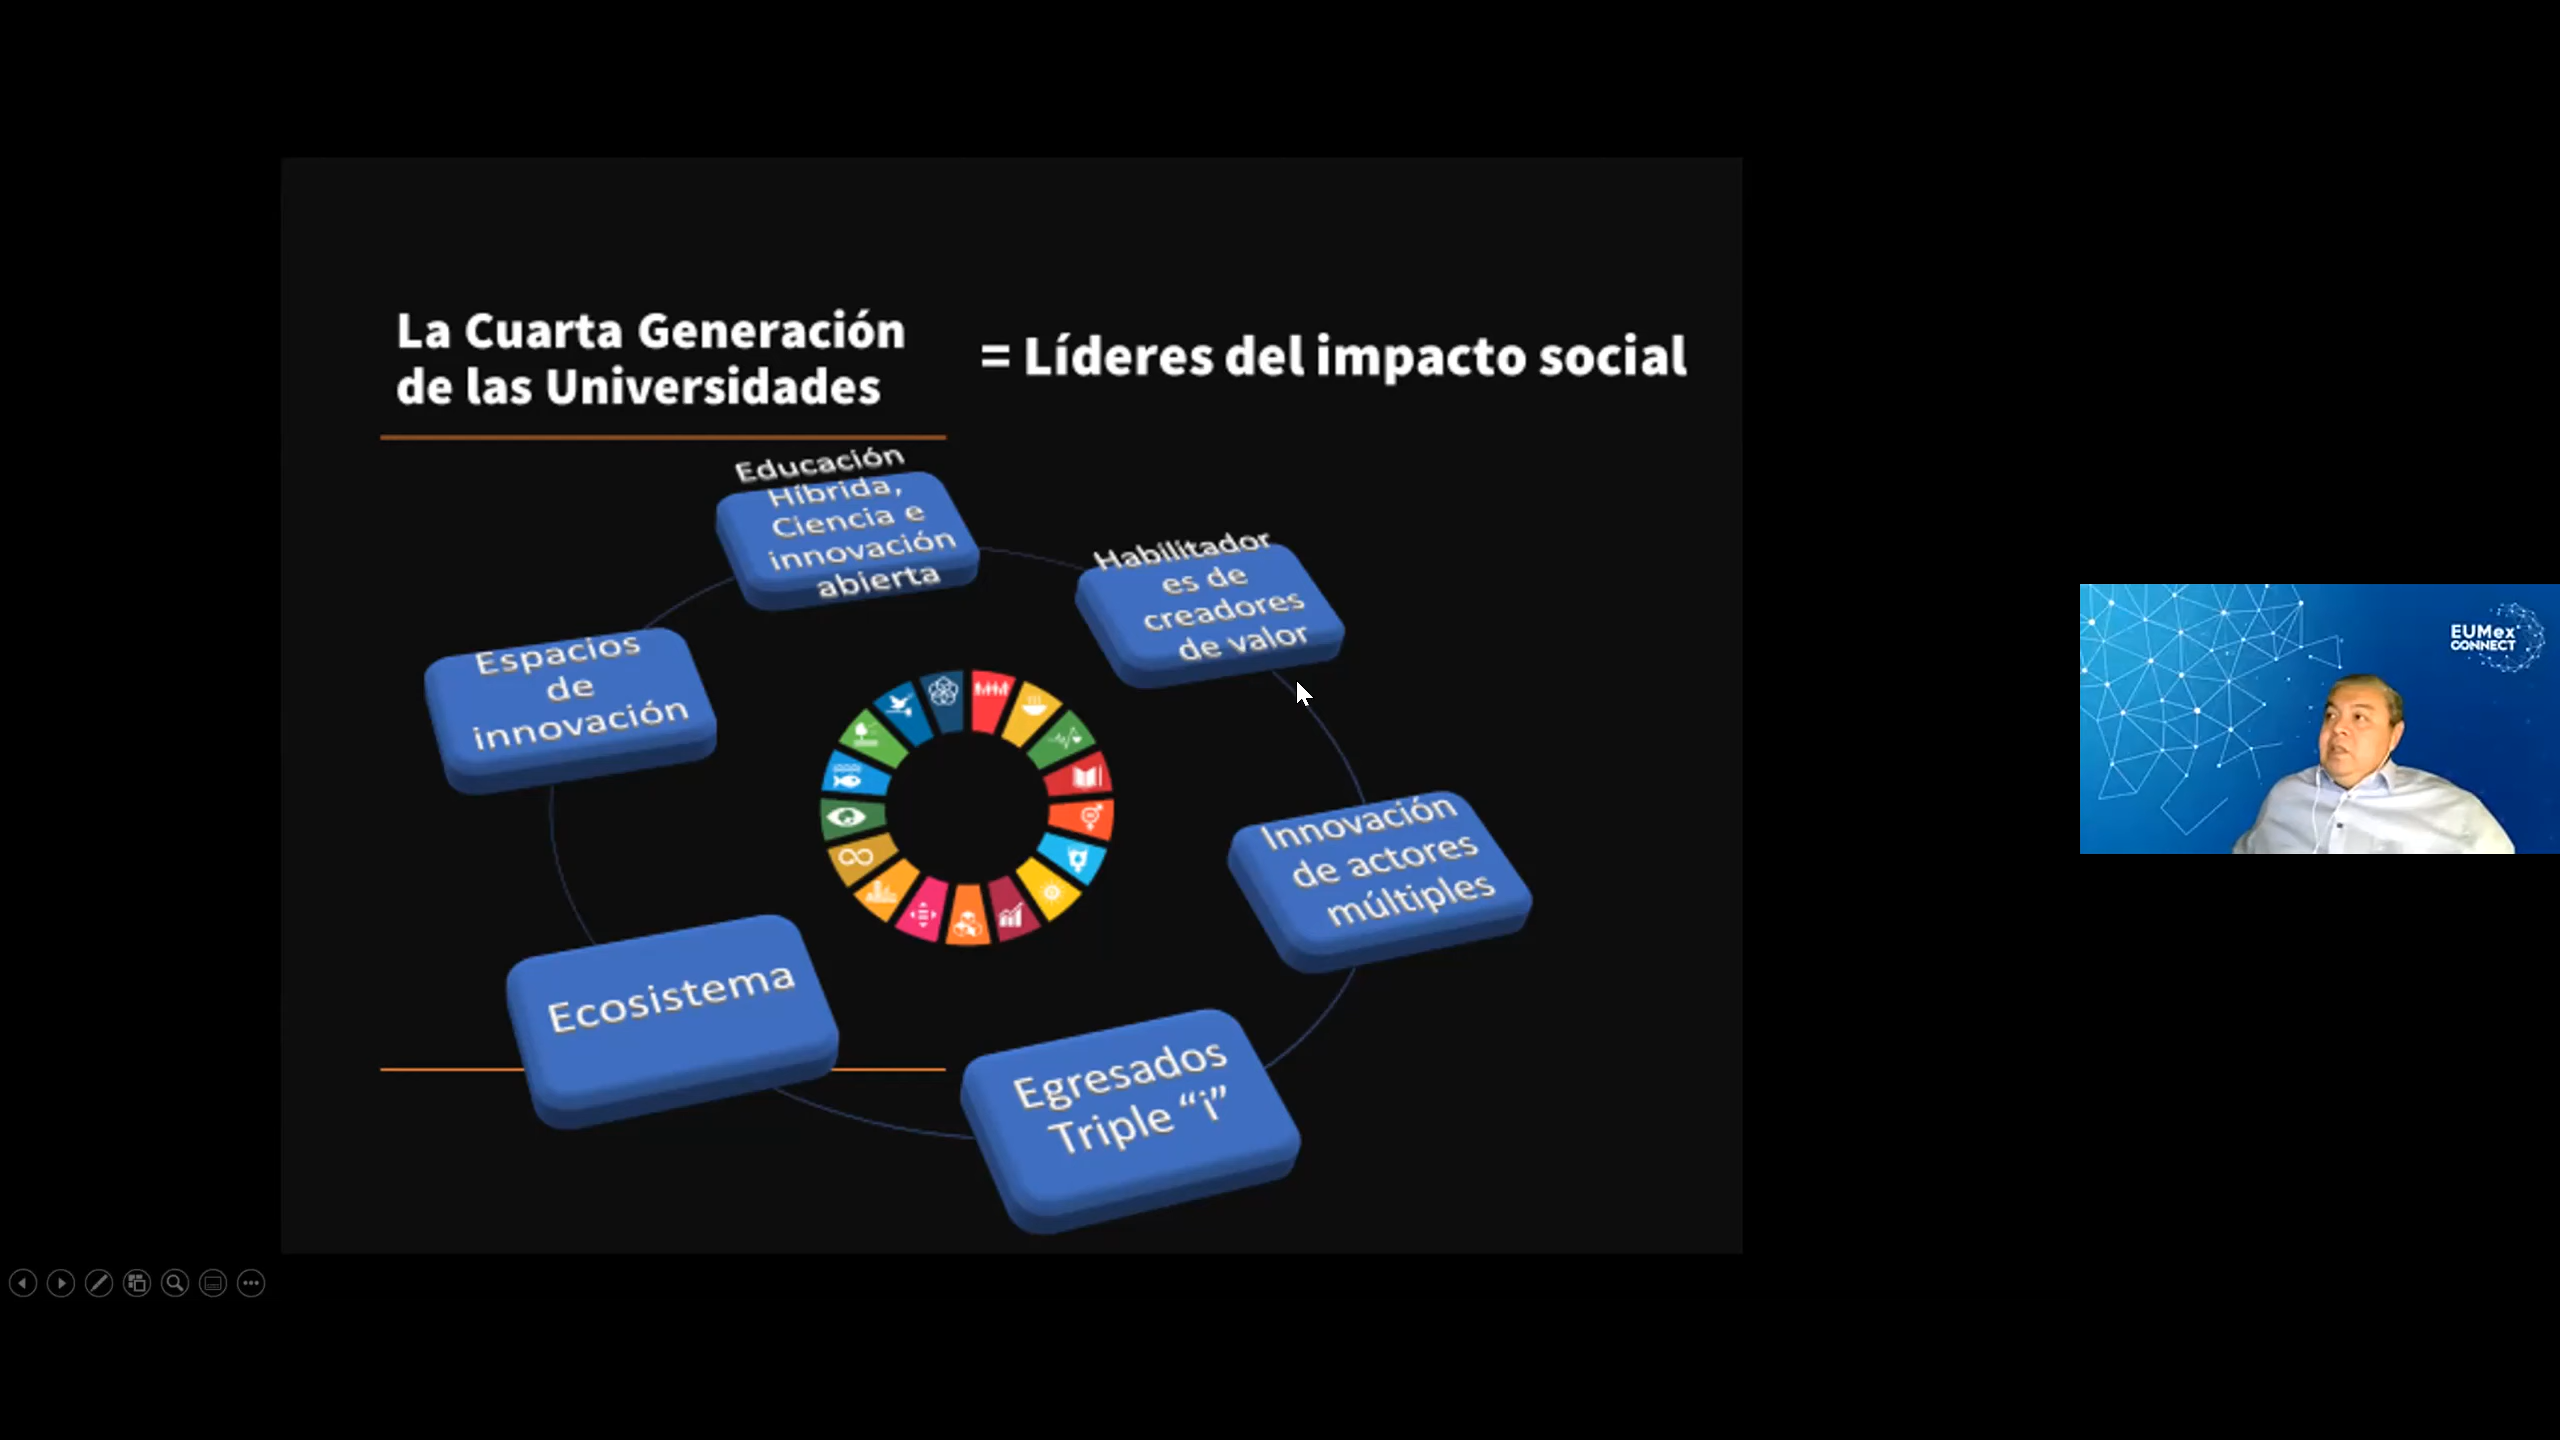 La Cuarta Generación
de las Universidades
= Líderes del impacto social
Educación
Híbrida,
Ciencia e
innovación
abierta
Habilitador
es de
creadores
de valor
Innovación
de actores
múltiples
Egresados
Triple “i”
Ecosistema
Espacios
de
innovación
EUMex
CONNECT